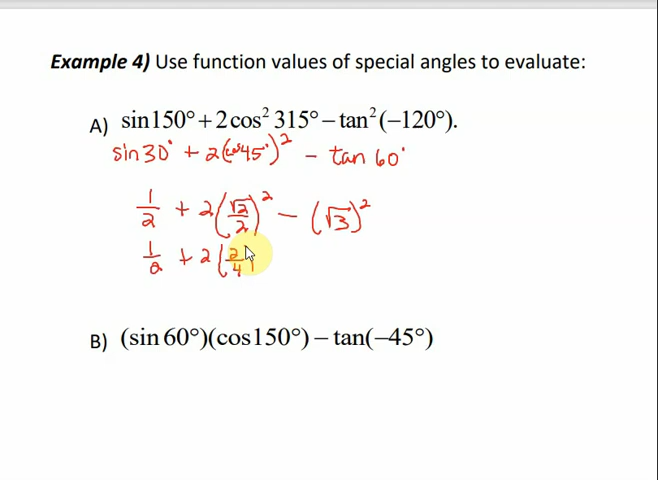 Example 4) Use function values of special angles to evaluate:
A) sin150° + 2cos² 315° − tan²(−120°).
sin 30° + 2(cos45°)² − tan 60°
1/2 + 2(√2/2)² − (√3)²
1/2 + 2(2/4)
B) (sin 60°)(cos150°) − tan(−45°)